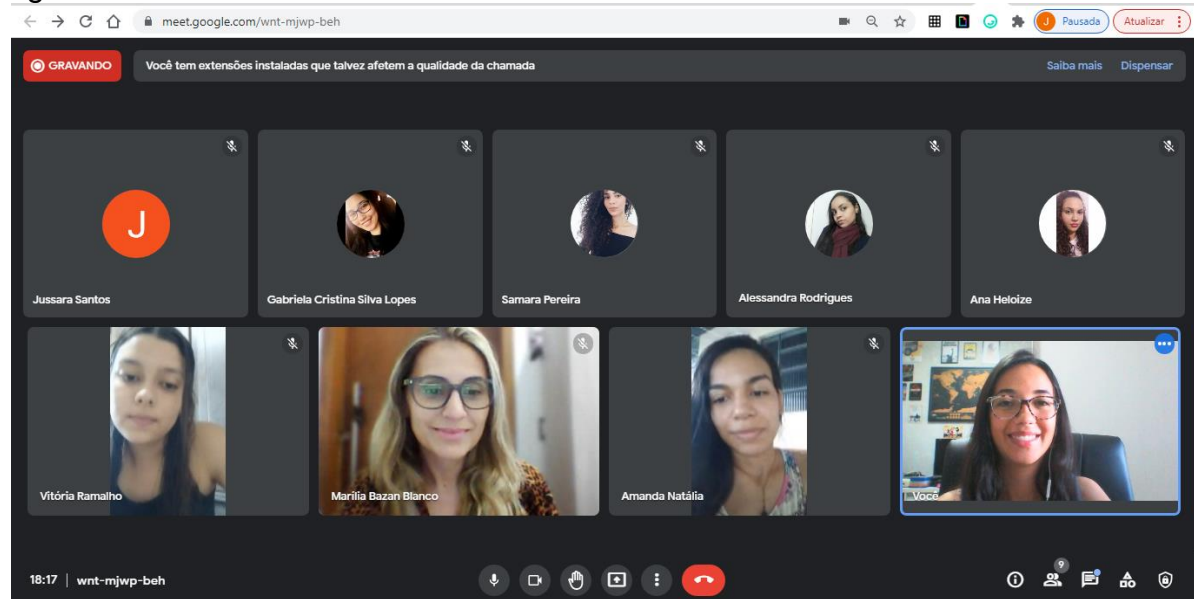 meet.google.com/wnt-mjwp-beh
J Pausada
Atualizar
GRAVANDO
Você tem extensões instaladas que talvez afetem a qualidade da chamada
Saiba mais
Dispensar
J
Jussara Santos
Gabriela Cristina Silva Lopes
Samara Pereira
Alessandra Rodrigues
Ana Heloize
Vitória Ramalho
Marilia Bazan Blanco
Amanda Natália
Você
18:17 | wnt-mjwp-beh
9